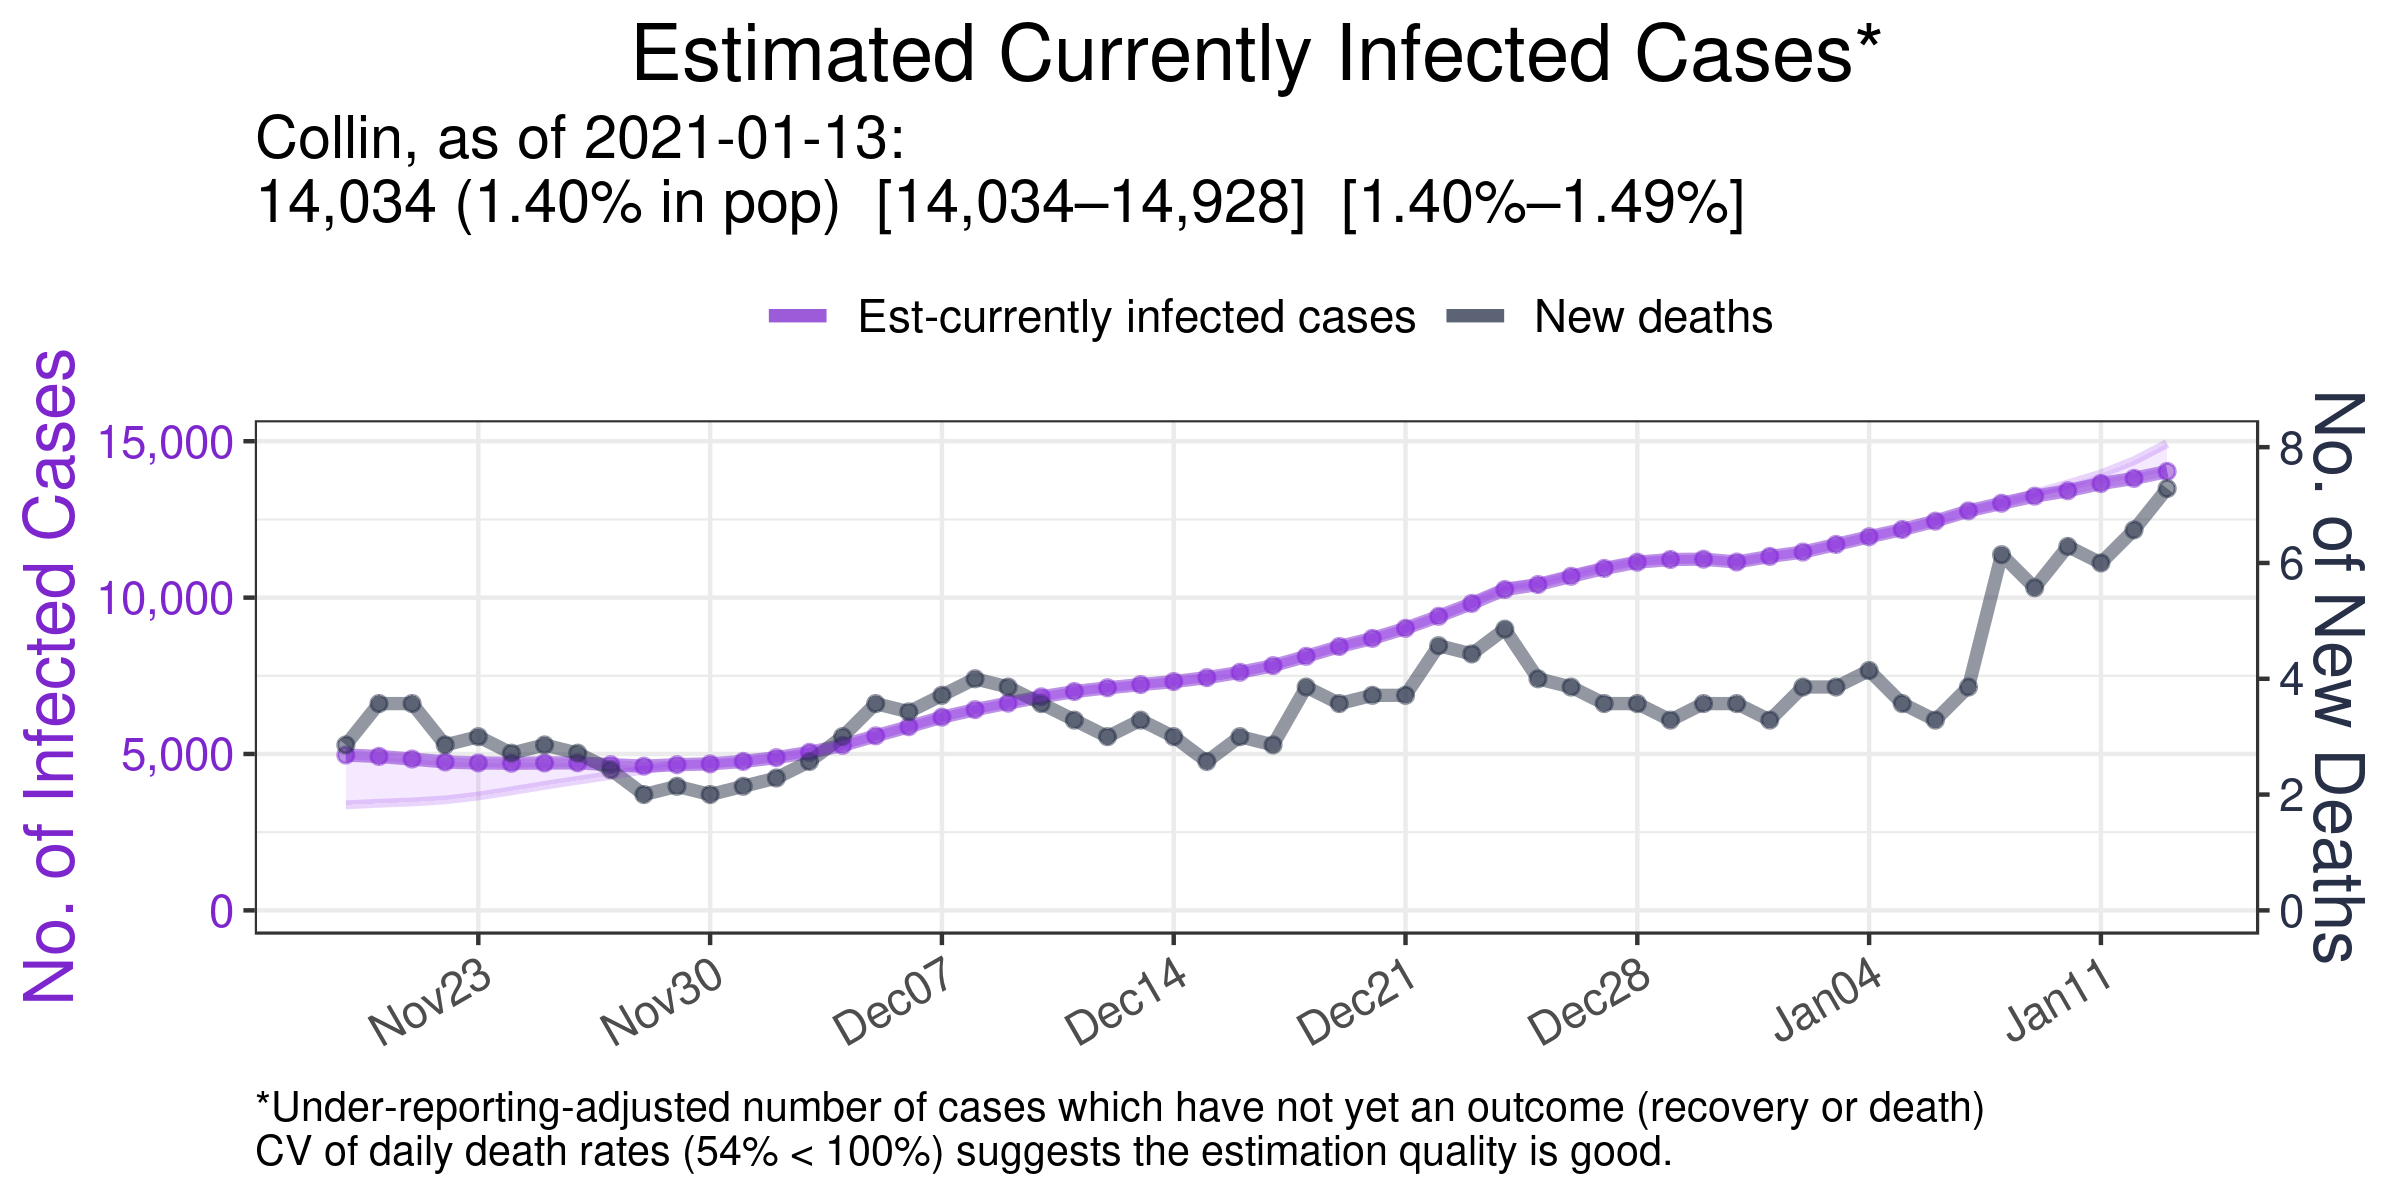 Estimated Currently Infected Cases*
Collin, as of 2021-01-13:
14,034 (1.40% in pop) [14,034–14,928] [1.40%–1.49%]
Est-currently infected cases New deaths
No. of Infected Cases
15,000
10,000
5,000
0
8
6
4
2
0
No. of New Deaths
Nov23 Nov30 Dec07 Dec14 Dec21 Dec28 Jan04 Jan11
*Under-reporting-adjusted number of cases which have not yet an outcome (recovery or death)
CV of daily death rates (54% < 100%) suggests the estimation quality is good.